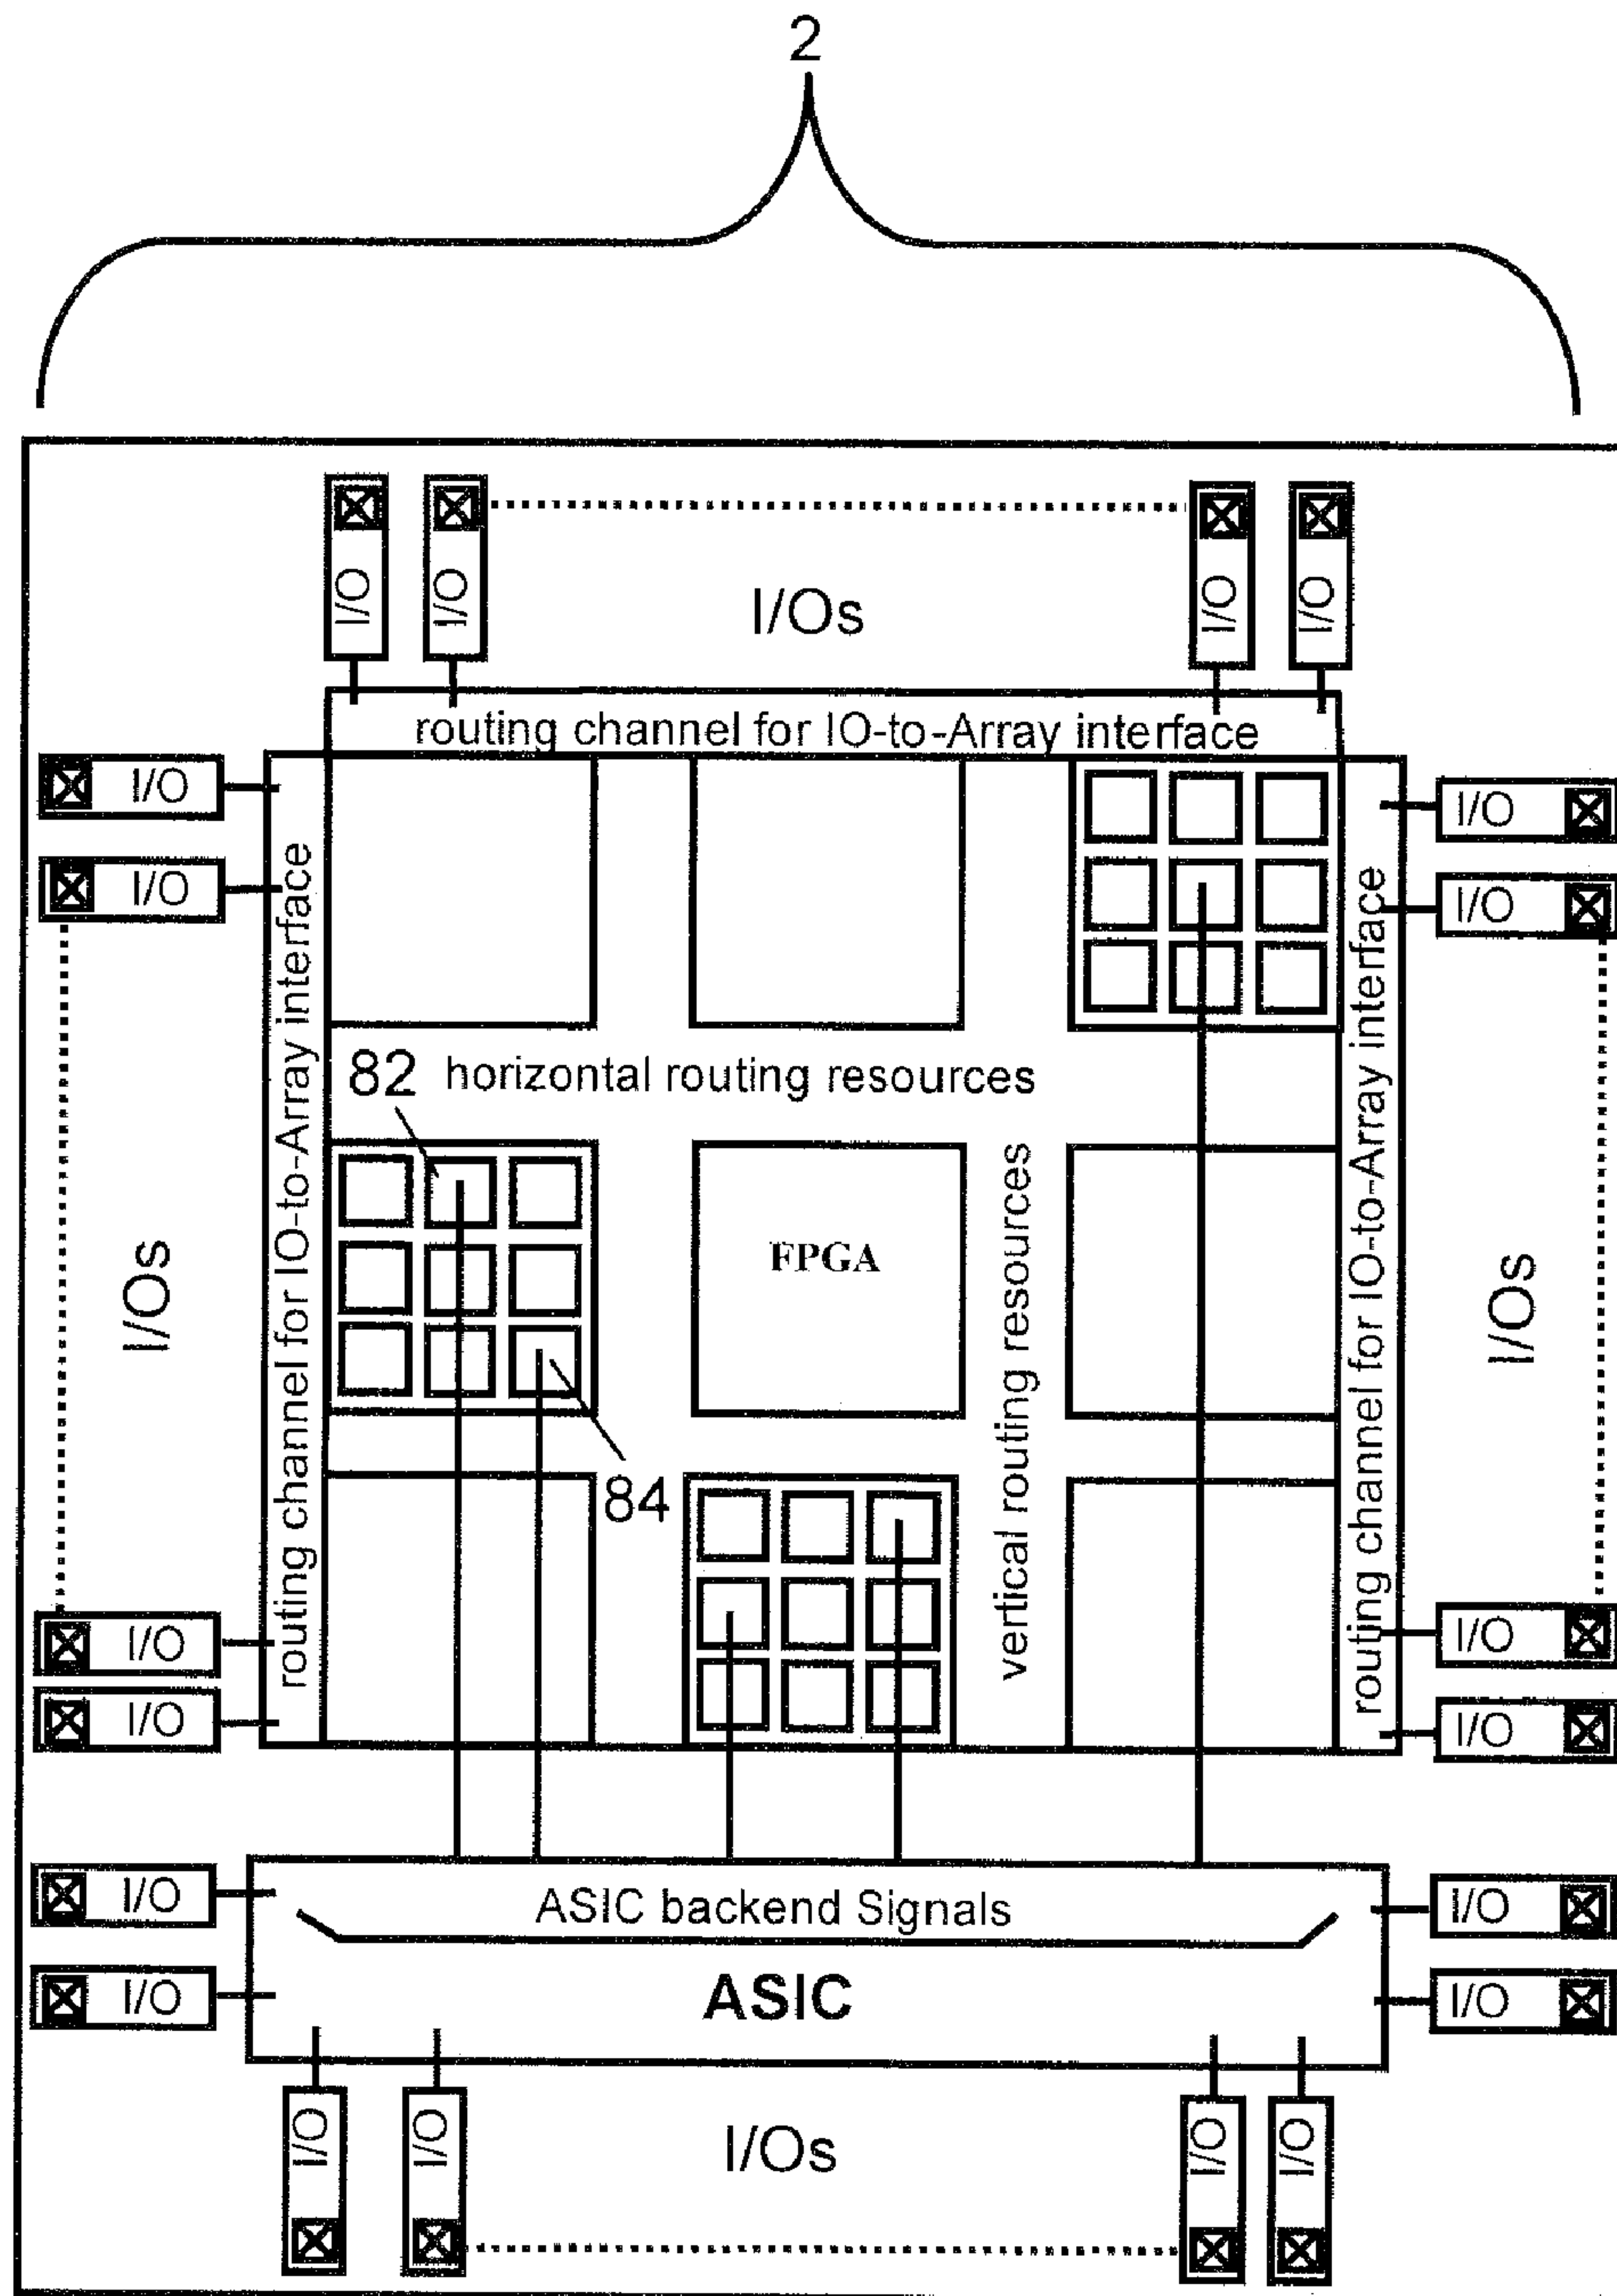 2
I/O
I/O
I/O
I/O
I/Os
routing channel for IO-to-Array interface
I/O
I/O
I/O
I/O
routing channel for IO-to-Array interface
routing channel for IO-to-Array interface
82 horizontal routing resources
I/Os
FPGA
vertical routing resources
I/Os
84
I/O
I/O
I/O
I/O
I/O
I/O
ASIC backend Signals
I/O
I/O
ASIC
I/O
I/O
I/O
I/Os
I/O
I/O